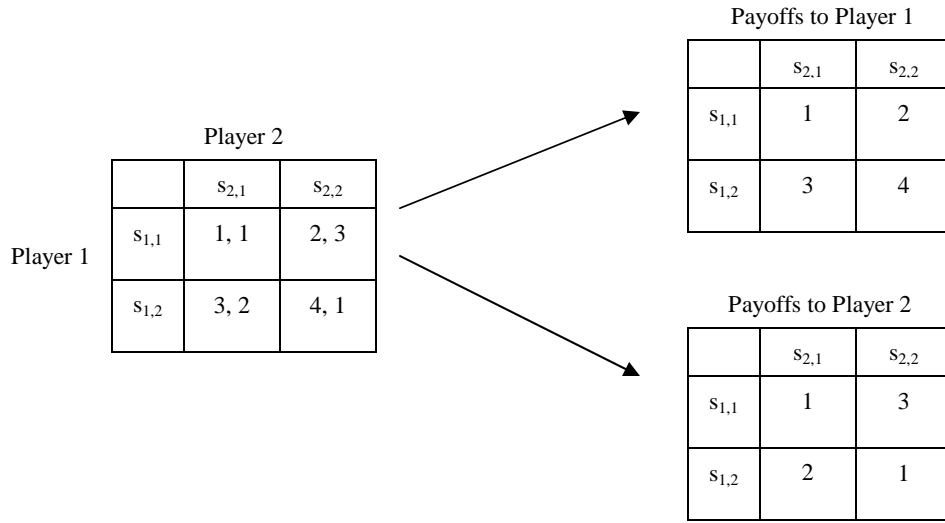 Player 2
s2,1 s2,2
Player 1
s1,1 1, 1 2, 3
s1,2 3, 2 4, 1
Payoffs to Player 1
s2,1 s2,2
s1,1 1 2
s1,2 3 4
Payoffs to Player 2
s2,1 s2,2
s1,1 1 3
s1,2 2 1